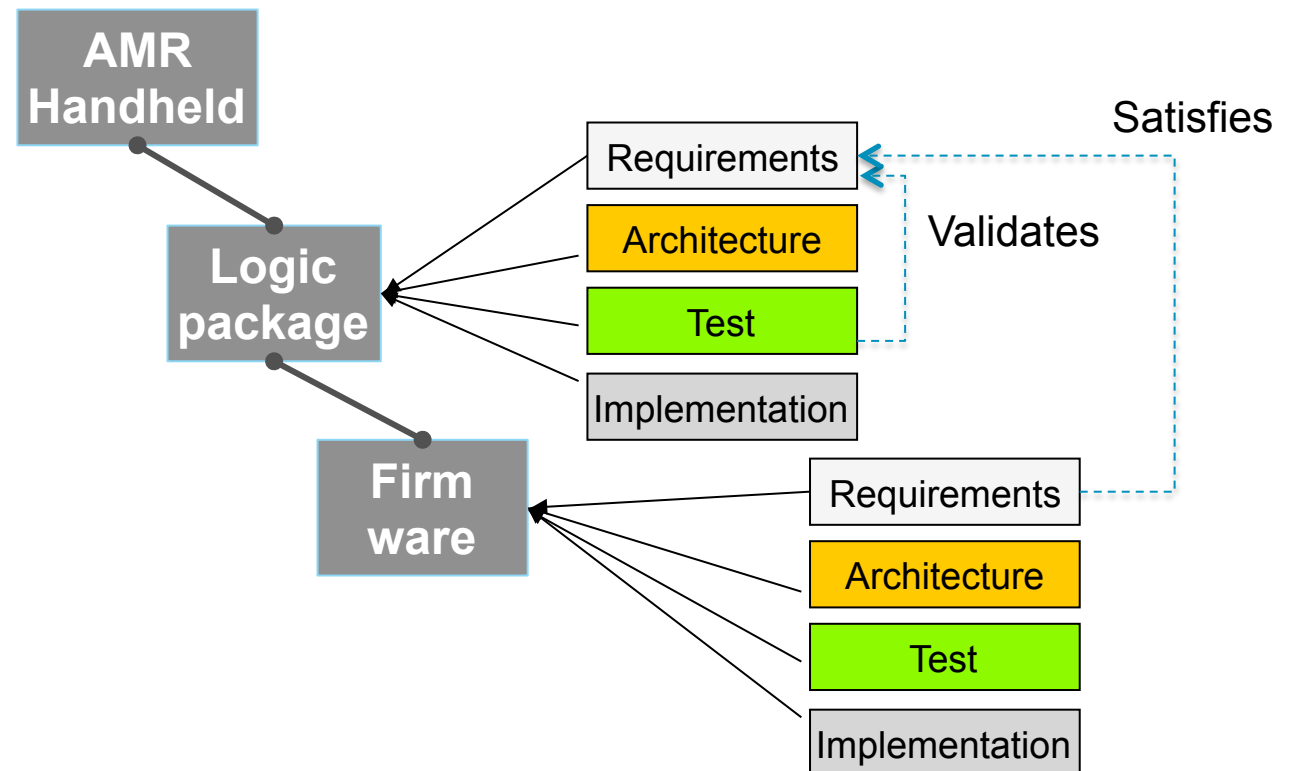 AMR
Handheld
Satisfies
Requirements
Validates
Architecture
Logic
package
Test
Implementation
Firm
ware
Requirements
Architecture
Test
Implementation